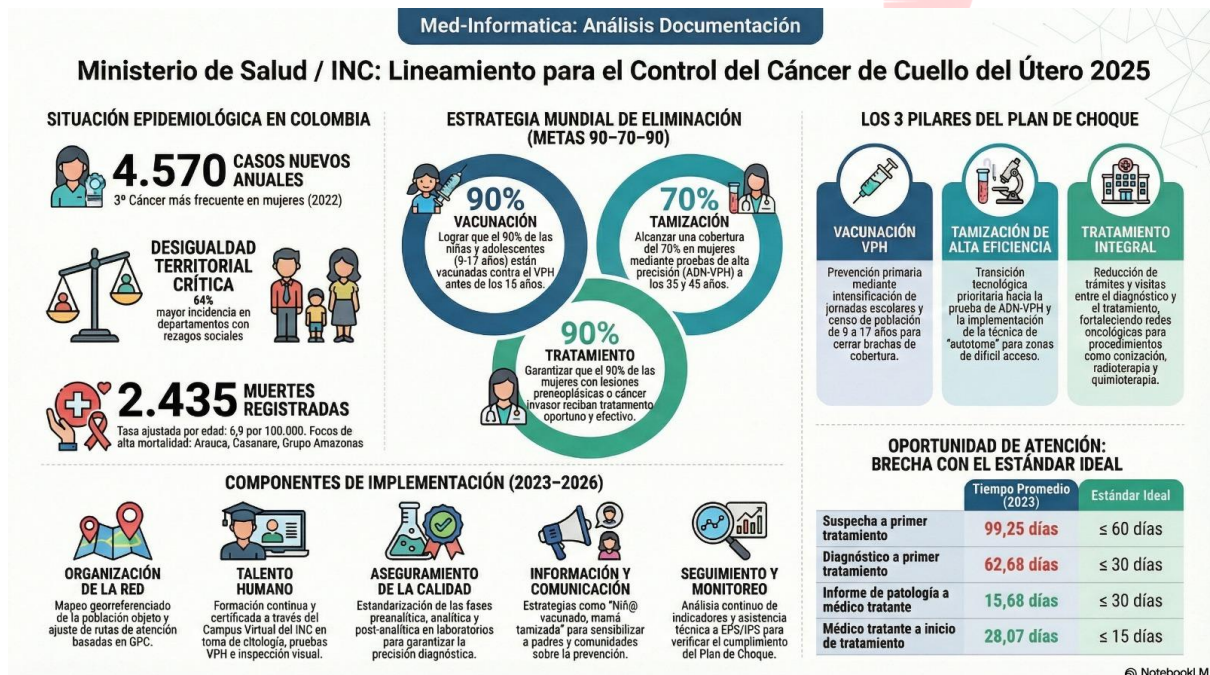 Med-Informatica: Análisis Documentación
Ministerio de Salud / INC: Lineamiento para el Control del Cáncer de Cuello del Útero 2025
SITUACIÓN EPIDEMIOLÓGICA EN COLOMBIA
4.570 CASOS NUEVOS
ANUALES
3º Cáncer más frecuente en mujeres (2022)
DESIGUALDAD
TERRITORIAL
CRÍTICA
64%
mayor incidencia en
departamentos con
rezagos sociales
2.435 MUERTES
REGISTRADAS
Tasa ajustada por edad: 6,9 por 100.000. Focos de
alta mortalidad: Arauca, Casanare, Grupo Amazonas
ESTRATEGIA MUNDIAL DE ELIMINACIÓN
(METAS 90–70–90)
90%
VACUNACIÓN
Lograr que el 90% de las
niñas y adolescentes
(9-17 años) están
vacunadas contra el VPH
antes de los 15 años.
70%
TAMIZACIÓN
Alcanzar una cobertura
del 70% en mujeres
mediante pruebas de alta
precisión (ADN-VPH) a
los 35 y 45 años.
90%
TRATAMIENTO
Garantizar que el 90% de las
mujeres con lesiones
preneoplásicas o cáncer
invasor reciban tratamiento
oportuno y efectivo.
LOS 3 PILARES DEL PLAN DE CHOQUE
VACUNACIÓN
VPH
Prevención primaria
mediante
intensificación de
jornadas escolares y
censo de población
de 9 a 17 años para
cerrar brachas de
cobertura.
TAMIZACIÓN DE
ALTA EFICIENCIA
Transición
tecnológica
prioritaria hacia la
prueba de ADN-VPH y
la implementación
de la técnica de
"autotome" para zonas
de dificil acceso.
TRATAMIENTO
INTEGRAL
Reducción de
trámites y visitas
entre el diagnóstico y
el tratamiento,
fortaleciendo redes
oncológicas para
procedimientos
como conización,
radioterapia y
quimioterapia.
COMPONENTES DE IMPLEMENTACIÓN (2023–2026)
ORGANIZACIÓN
DE LA RED
Mapeo georreferenciado
de la población objeto y
ajuste de rutas de atención
basadas en GPC.
TALENTO
HUMANO
Formación continua y
certificada a través del
Campus Virtual del INC en
toma de citología, pruebas
VPH e inspección visual.
ASEGURAMIENTO
DE LA CALIDAD
Estandarización de las fases
preanalítica, analítica y
post-analítica en laboratorios
para garantizar la
precisión diagnóstica.
INFORMACIÓN Y
COMUNICACIÓN
Estrategias como "Niñ@
vacunado, mamá
tamizada" para sensibilizar
a padres y comunidades
sobre la prevención.
SEGUIMIENTO Y
MONITOREO
Análisia continuo de
indicadores y asistencia
técnica a EPS/IPS para
verificar el cumplimiento
del Plan de Choque.
OPORTUNIDAD DE ATENCIÓN:
BRECHA CON EL ESTÁNDAR IDEAL
Tiempo Promedio
(2023)
Estándar Ideal
Suspecha a primer
tratamiento
99,25 días
≤ 60 días
Diagnóstico a primer
tratamiento
62,68 días
≤ 30 días
Informe de patología a
médico tratante
15,68 días
≤ 30 días
Médico tratante a inicio
de tratamiento
28,07 días
≤ 15 días
NotebookLM